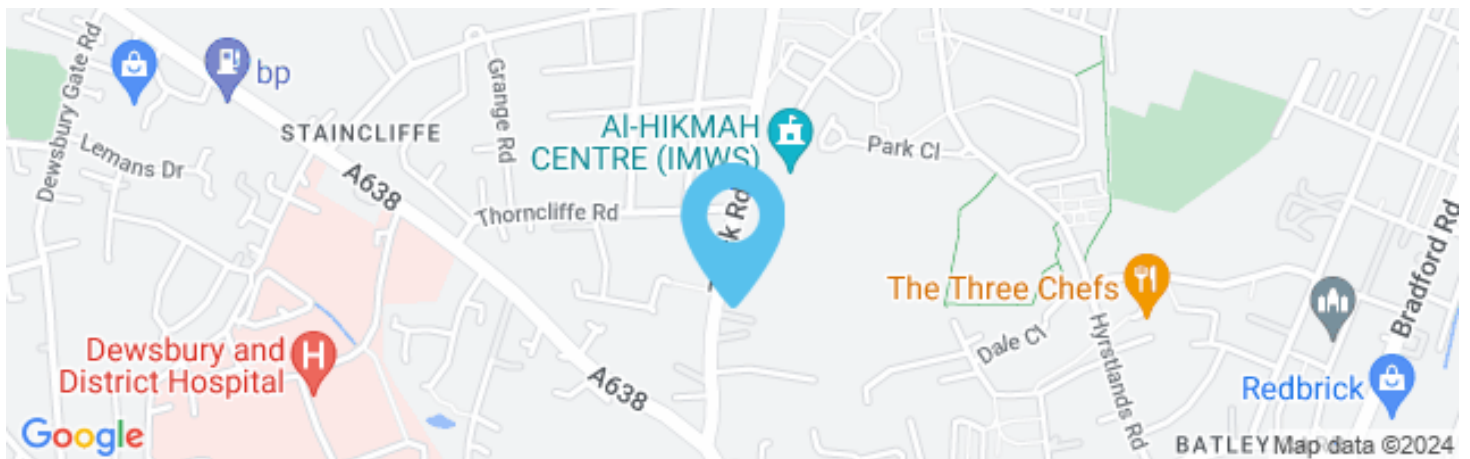 Dewsbury Gate Rd
bp
STAINCLIFFE
Lemans Dr
Grange Rd
A638
Thorncliffe Rd
Al-HIKMAH
CENTRE (IMWS)
Park Cl
Rd
The Three Chefs
Dale Cl
Hyrstlands Rd
Bradford Rd
Redbrick
Dewsbury and
District Hospital
H
A638
Google
BATLEY
Map data ©2024